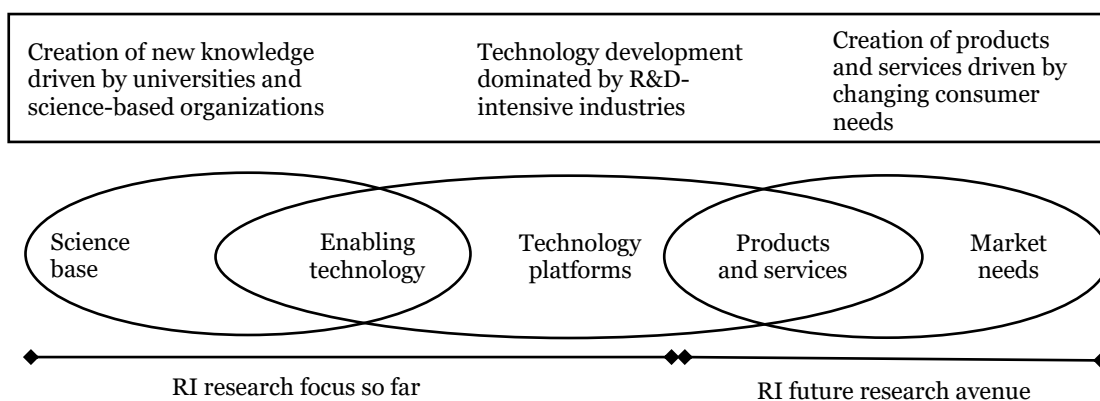 Creation of new knowledge
driven by universities and
science-based organizations
Technology development
dominated by R&D-
intensive industries
Creation of products
and services driven by
changing consumer
needs
Science
base
Enabling
technology
Technology
platforms
Products
and services
Market
needs
RI research focus so far
RI future research avenue